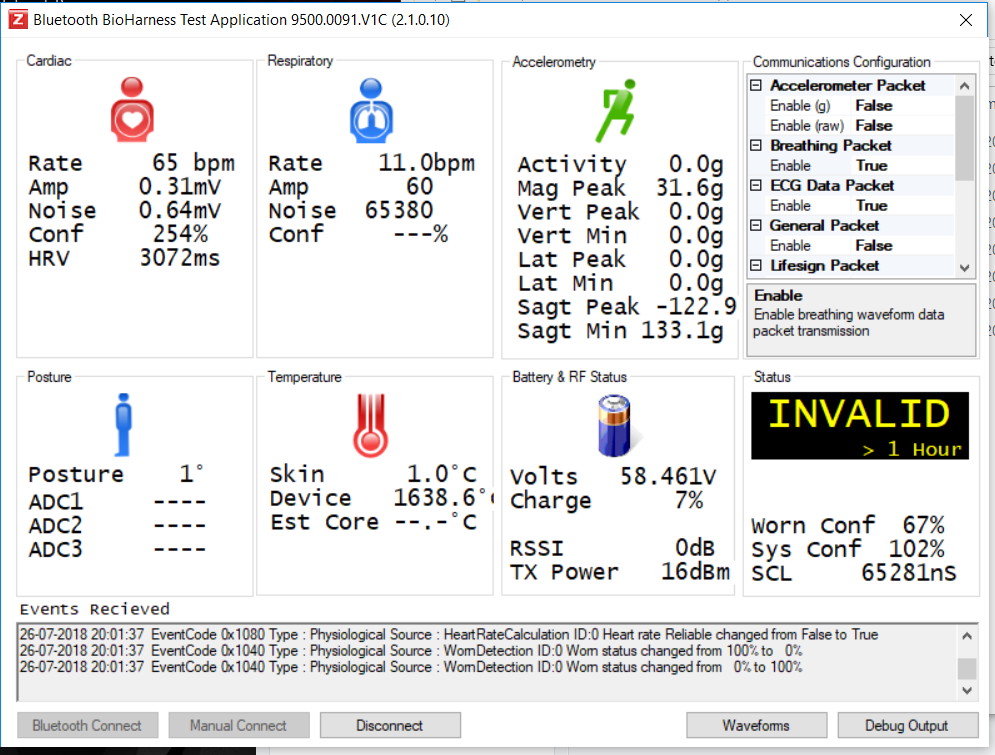 Z Bluetooth BioHarness Test Application 9500.0091.V1C (2.1.0.10)
Cardiac
Rate 65 bpm
Amp 0.31mV
Noise 0.64mV
Conf 254%
HRV 3072ms
Respiratory
Rate 11.0bpm
Amp 60
Noise 65380
Conf ---%
Accelerometry
Activity 0.0g
Mag Peak 31.6g
Vert Peak 0.0g
Vert Min 0.0g
Lat Peak 0.0g
Lat Min 0.0g
Sagt Peak -122.9
Sagt Min 133.1g
Communications Configuration
Accelerometer Packet
Enable (g) False
Enable (raw) False
Breathing Packet
Enable True
ECG Data Packet
Enable True
General Packet
Enable False
Lifesign Packet
Enable
Enable breathing waveform data
packet transmission
Posture
Posture 1°
ADC1 ----
ADC2 ----
ADC3 ----
Temperature
Skin 1.0°C
Device 1638.6°
Est Core --.-°C
Battery & RF Status
Volts 58.461V
Charge 7%
RSSI 0dB
TX Power 16dBm
Status
INVALID
> 1 Hour
Worn Conf 67%
Sys Conf 102%
SCL 65281nS
Events Recieved
26-07-2018 20:01:37 EventCode 0x1080 Type : Physiological Source : HeartRateCalculation ID:0 Heart rate Reliable changed from False to True
26-07-2018 20:01:37 EventCode 0x1040 Type : Physiological Source : WornDetection ID:0 Worn status changed from 100% to 0%
26-07-2018 20:01:37 EventCode 0x1040 Type : Physiological Source : WornDetection ID:0 Worn status changed from 0% to 100%
Bluetooth Connect Manual Connect Disconnect Waveforms Debug Output